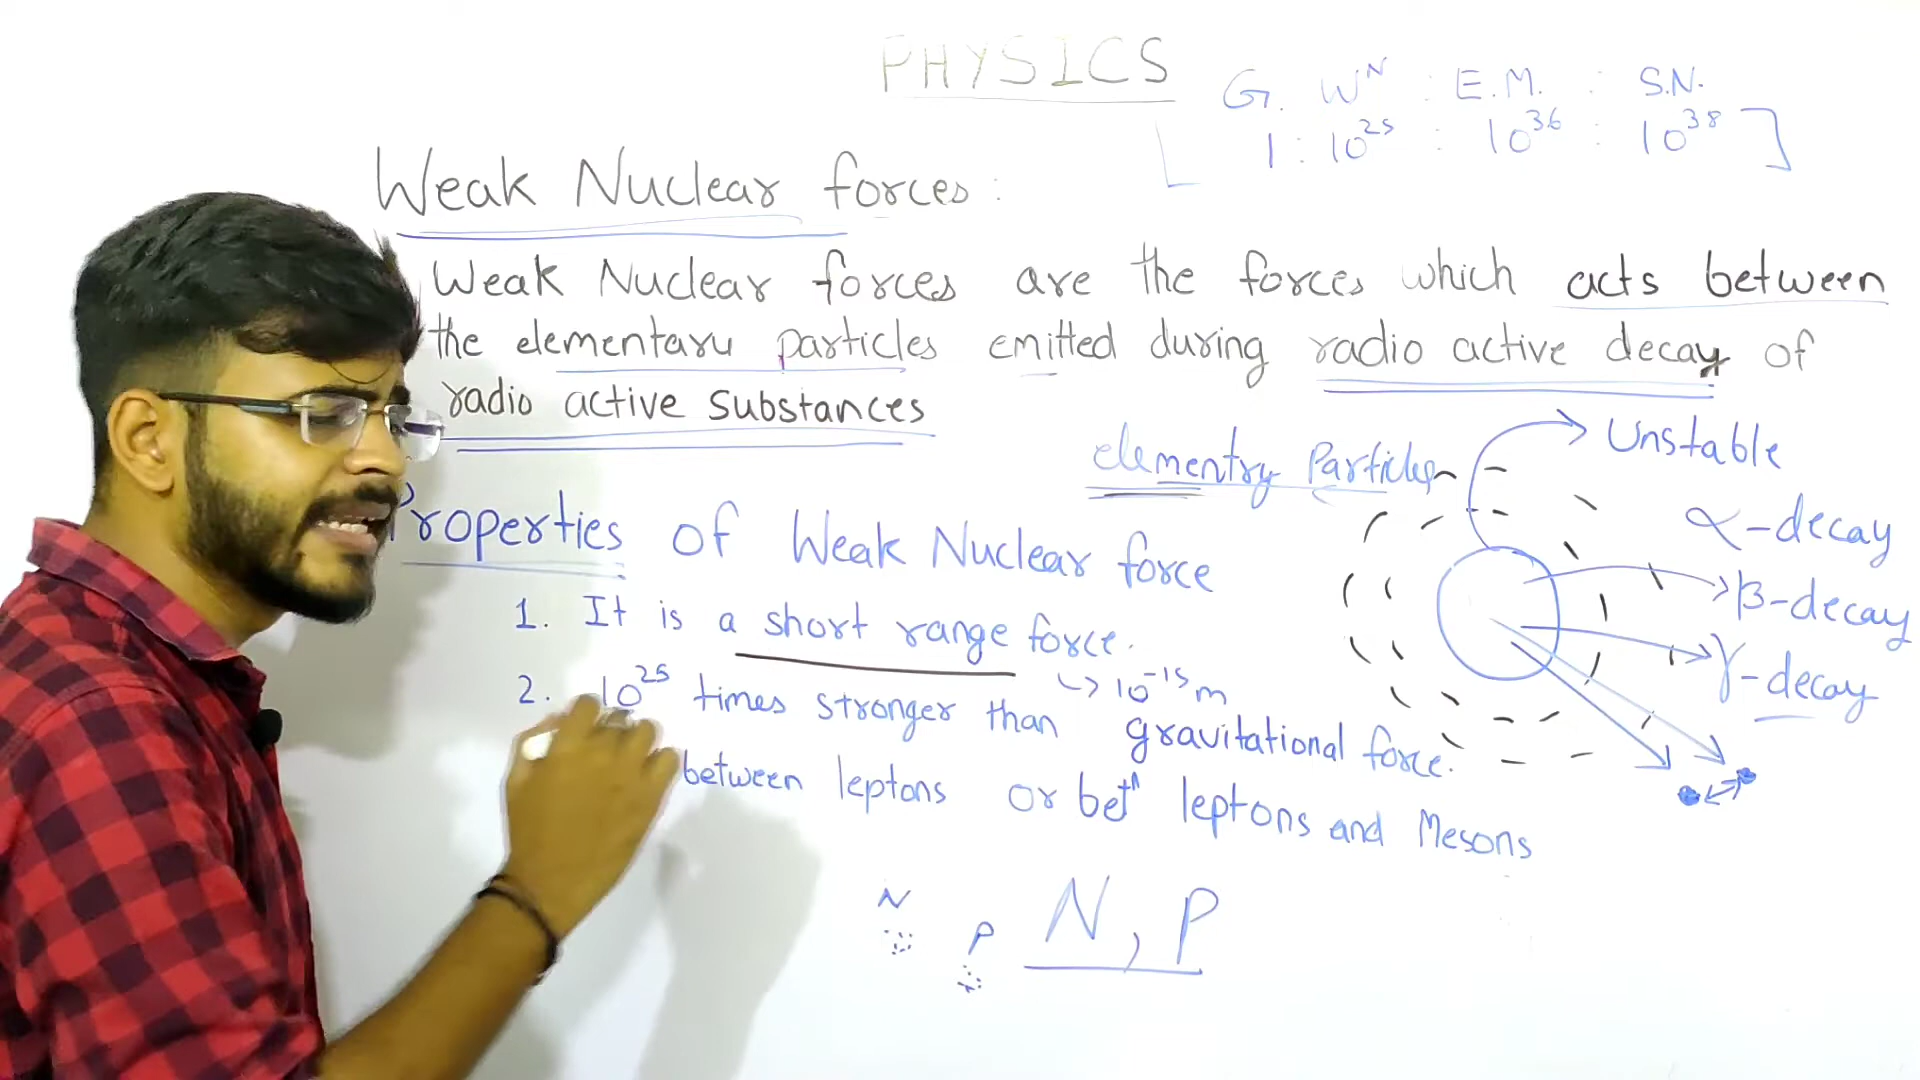 PHYSICS
G. W^N : E.M. : S.N.
[ 1 : 10^25 : 10^36 : 10^38 ]
Weak Nuclear forces:
Weak Nuclear forces are the forces which acts between
the elementary particles emitted during radio active decay of
radio active substances
elementry Particles
Unstable
α-decay
β-decay
γ-decay
Properties of Weak Nuclear force
1. It is a short range force.
↳ 10^-15 m
2. 10^25 times stronger than gravitational force.
between leptons or bet^n leptons and Mesons
N P N, P